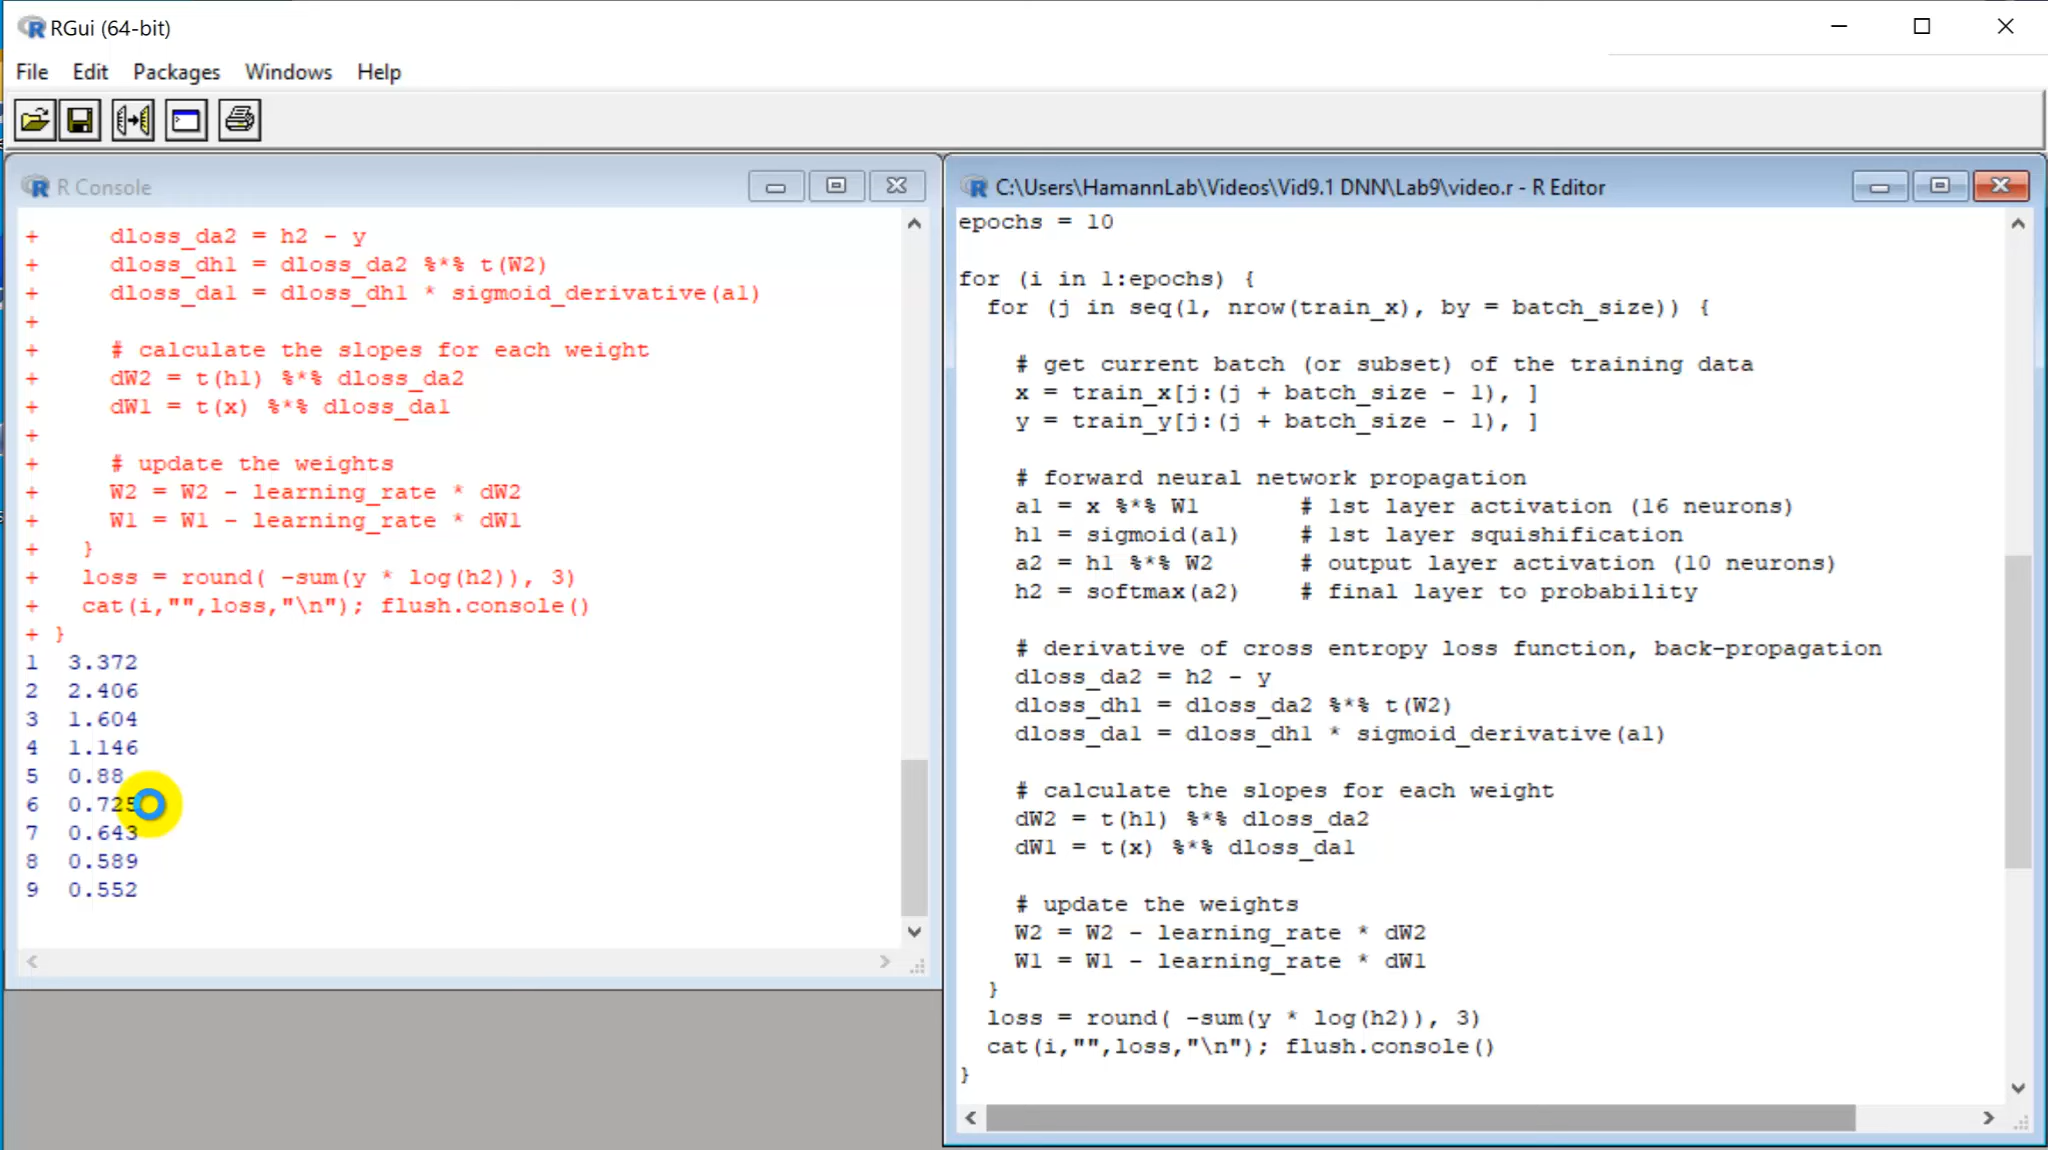 RGui (64-bit)
File Edit Packages Windows Help
R Console
+ dloss_da2 = h2 - y
+ dloss_dh1 = dloss_da2 %*% t(W2)
+ dloss_da1 = dloss_dh1 * sigmoid_derivative(a1)
+
+ # calculate the slopes for each weight
+ dW2 = t(h1) %*% dloss_da2
+ dW1 = t(x) %*% dloss_da1
+
+ # update the weights
+ W2 = W2 - learning_rate * dW2
+ W1 = W1 - learning_rate * dW1
+ }
+ loss = round( -sum(y * log(h2)), 3)
+ cat(i,"",loss,"\n"); flush.console()
+ }
1 3.372
2 2.406
3 1.604
4 1.146
5 0.88
6 0.725
7 0.643
8 0.589
9 0.552
C:\Users\HamannLab\Videos\Vid9.1 DNN\Lab9\video.r - R Editor
epochs = 10
for (i in 1:epochs) {
for (j in seq(1, nrow(train_x), by = batch_size)) {
# get current batch (or subset) of the training data
x = train_x[j:(j + batch_size - 1), ]
y = train_y[j:(j + batch_size - 1), ]
# forward neural network propagation
a1 = x %*% W1 # 1st layer activation (16 neurons)
h1 = sigmoid(a1) # 1st layer squishification
a2 = h1 %*% W2 # output layer activation (10 neurons)
h2 = softmax(a2) # final layer to probability
# derivative of cross entropy loss function, back-propagation
dloss_da2 = h2 - y
dloss_dh1 = dloss_da2 %*% t(W2)
dloss_da1 = dloss_dh1 * sigmoid_derivative(a1)
# calculate the slopes for each weight
dW2 = t(h1) %*% dloss_da2
dW1 = t(x) %*% dloss_da1
# update the weights
W2 = W2 - learning_rate * dW2
W1 = W1 - learning_rate * dW1
}
loss = round( -sum(y * log(h2)), 3)
cat(i,"",loss,"\n"); flush.console()
}